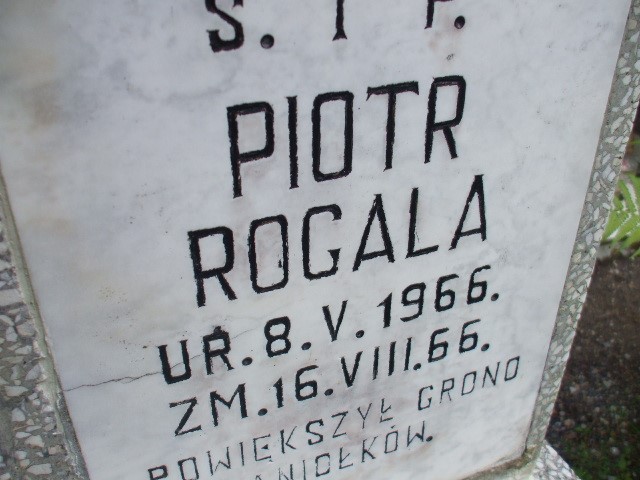 Ś. † P.
PIOTR
ROGALA
UR. 8. V. 1966.
ZM. 16. VIII. 66.
POWIĘKSZYŁ GRONO
ANIOŁKÓW.